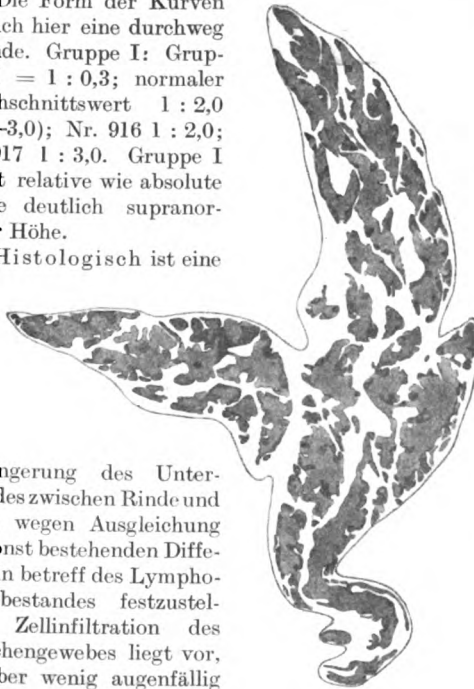 Die Form der Kurven
ch hier eine durchweg
nde. Gruppe I: Grup-
= 1 : 0,3; normaler
hschnittswert 1 : 2,0
-3,0); Nr. 916 1 : 2,0;
17 1 : 3,0. Gruppe I
t relative wie absolute
e deutlich supranor-
Höhe.
Histologisch ist eine
ngerung des Unter-
des zwischen Rinde und
wegen Ausgleichung
onst bestehenden Diffe-
n betreff des Lympho-
bestandes festzustel-
Zellinfiltration des
chengewebes liegt vor,
ber wenig augenfällig